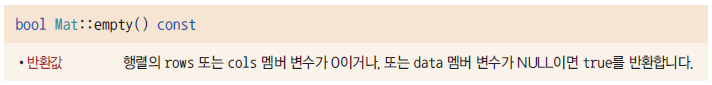 bool Mat::empty() const
• 반환값 행렬의 rows 또는 cols 멤버 변수가 0이거나, 또는 data 멤버 변수가 NULL이면 true를 반환합니다.